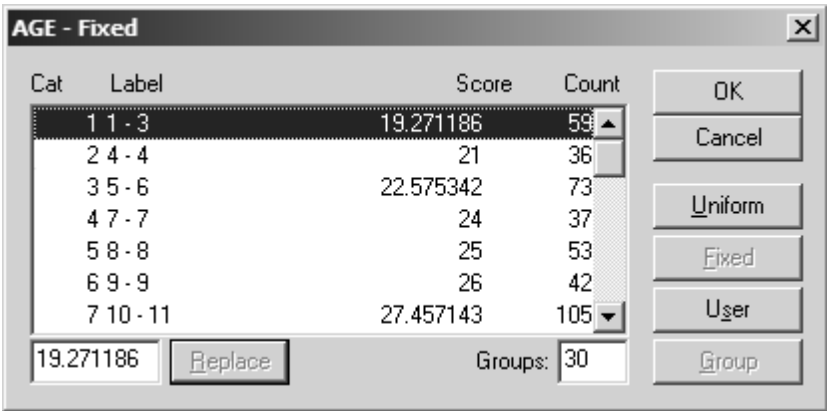 AGE - Fixed
Cat Label Score Count
1 1 - 3 19.271186 59
2 4 - 4 21 36
3 5 - 6 22.575342 73
4 7 - 7 24 37
5 8 - 8 25 53
6 9 - 9 26 42
7 10 - 11 27.457143 105
19.271186 Replace Groups: 30
OK
Cancel
Uniform
Fixed
User
Group